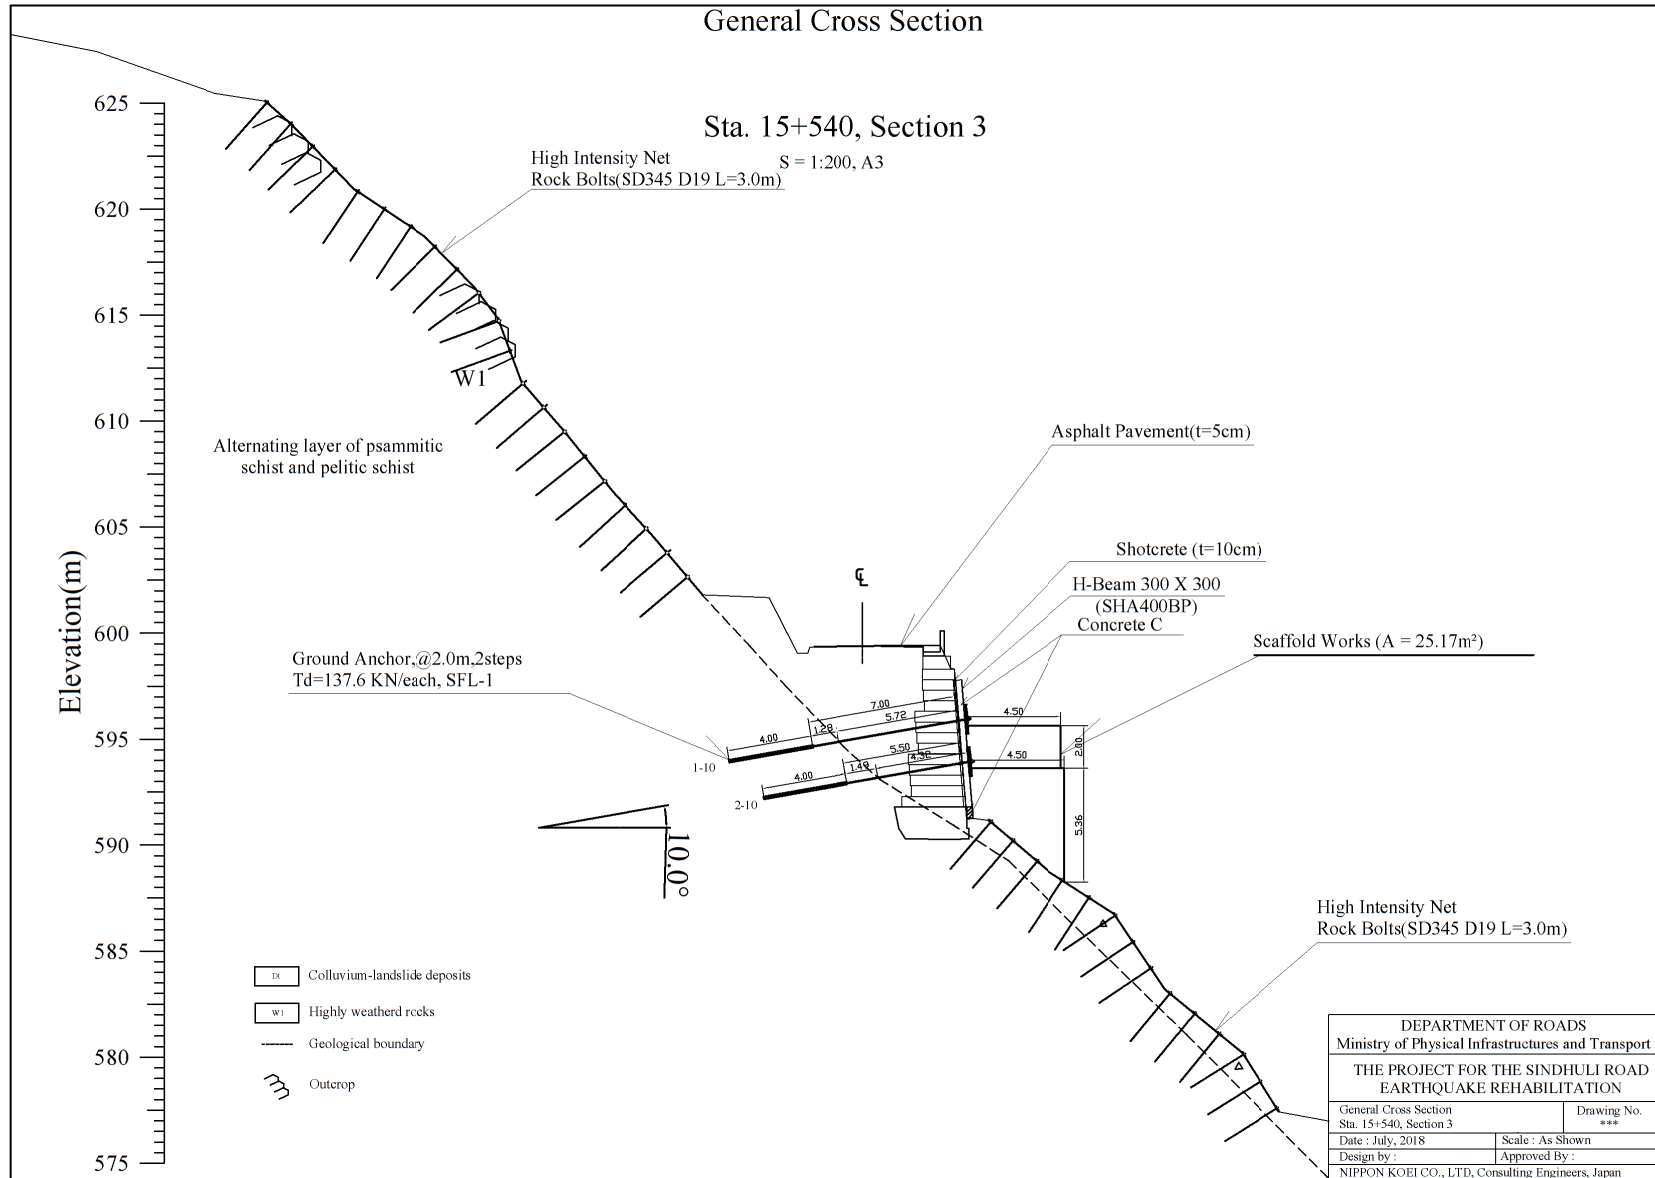 General Cross Section
Sta. 15+540, Section 3
S = 1:200, A3
High Intensity Net
Rock Bolts(SD345 D19 L=3.0m)
625
620
615
610
605
600
595
590
585
580
575
Elevation(m)
W1
Alternating layer of psammitic
schist and pelitic schist
Asphalt Pavement(t=5cm)
Shotcrete (t=10cm)
H-Beam 300 X 300
(SHA400BP)
Concrete C
Scaffold Works (A = 25.17m²)
℄
Ground Anchor,@2.0m,2steps
Td=137.6 KN/each, SFL-1
7.00
5.72
1.28
4.00
1-10
5.50
4.32
4.00
2-10
4.50
4.50
2.00
5.36
10.0°
High Intensity Net
Rock Bolts(SD345 D19 L=3.0m)
Colluvium-landslide deposits
W1 Highly weatherd rocks
Geological boundary
Outcrop
DEPARTMENT OF ROADS
Ministry of Physical Infrastructures and Transport
THE PROJECT FOR THE SINDHULI ROAD
EARTHQUAKE REHABILITATION
General Cross Section
Sta. 15+540, Section 3
Drawing No.
***
Date : July, 2018
Scale : As Shown
Design by :
Approved By :
NIPPON KOEI CO., LTD, Consulting Engineers, Japan